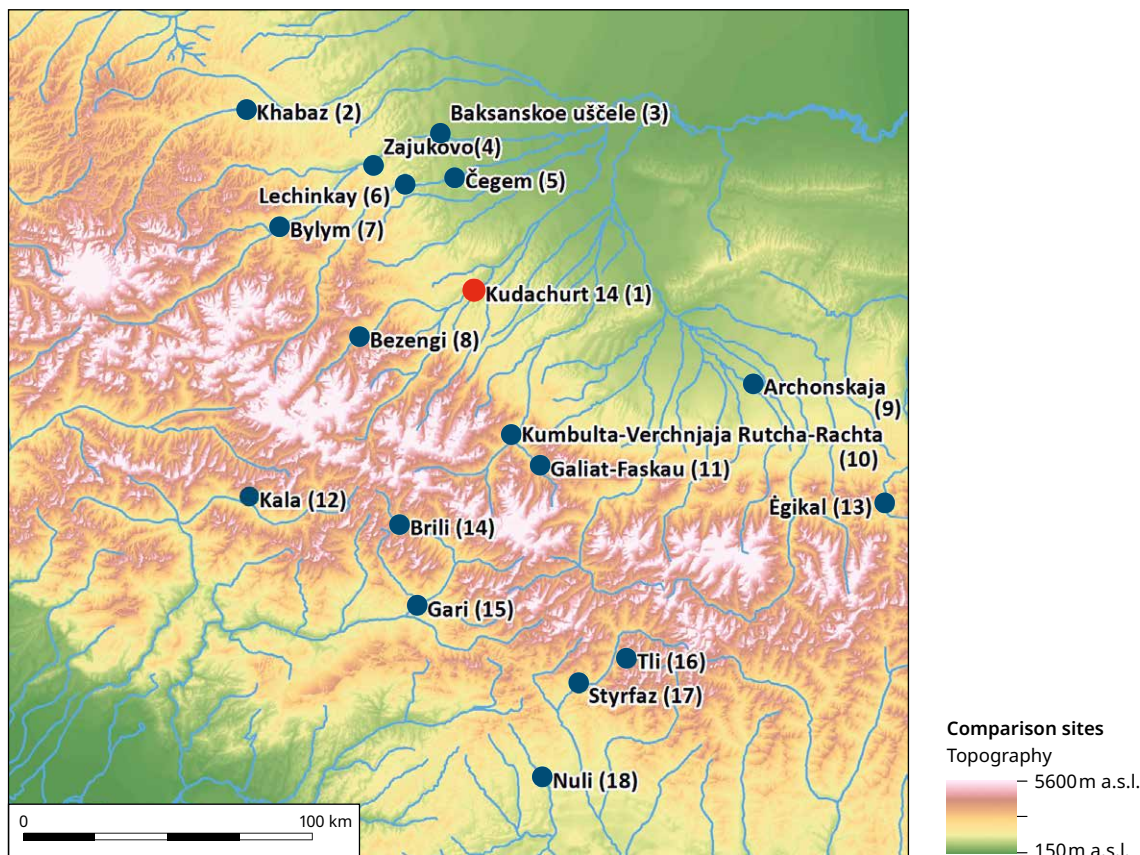 Khabaz (2)
Baksanskoe uščele (3)
Zajukovo(4)
Čegem (5)
Lechinkay (6)
Bylym (7)
Kudachurt 14 (1)
Bezengi (8)
Archonskaja
(9)
Kumbulta-Verchnjaja Rutcha-Rachta
(10)
Galiat-Faskau (11)
Kala (12)
Ėgikal (13)
Brili (14)
Gari (15)
Tli (16)
Styrfaz (17)
Nuli (18)
0
100 km
Comparison sites
Topography
5600 m a.s.l.
150 m a.s.l.